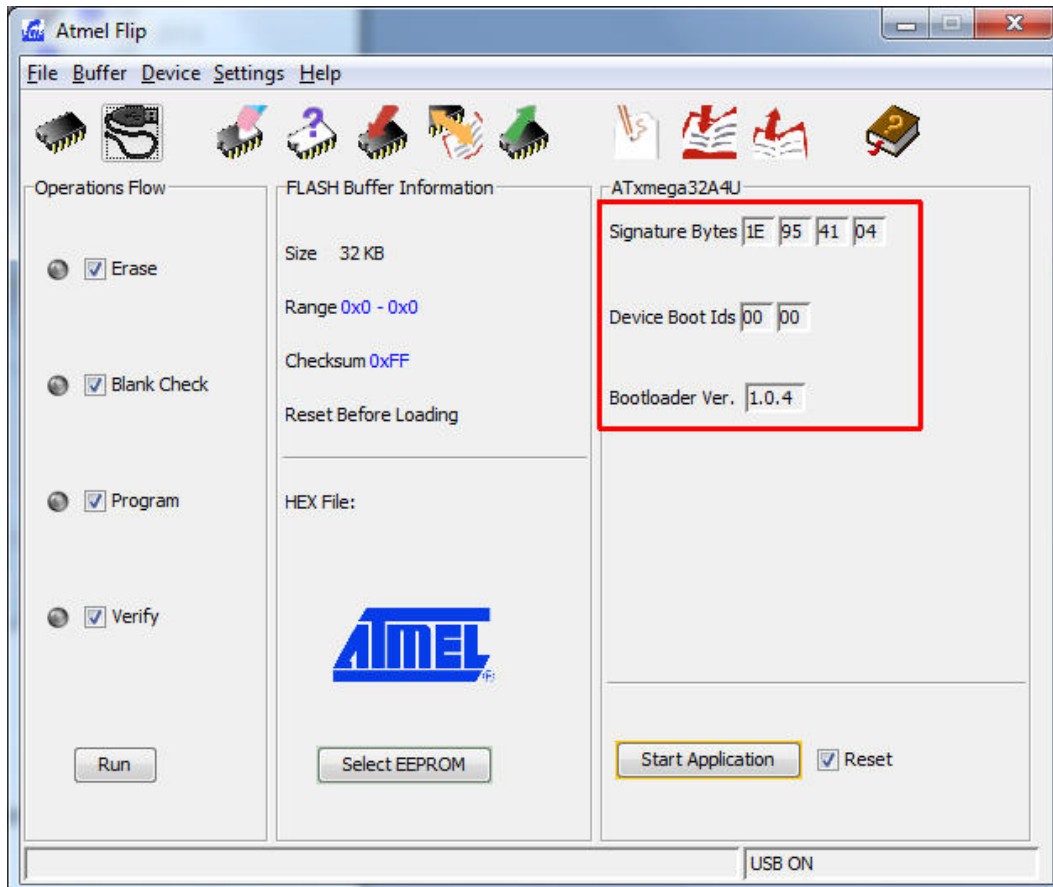 Atmel Flip
File Buffer Device Settings Help
Operations Flow
Erase
Blank Check
Program
Verify
Run
FLASH Buffer Information
Size 32 KB
Range 0x0 - 0x0
Checksum 0xFF
Reset Before Loading
HEX File:
ATMEL
Select EEPROM
ATxmega32A4U
Signature Bytes 1E 95 41 04
Device Boot Ids 00 00
Bootloader Ver. 1.0.4
Start Application Reset
USB ON